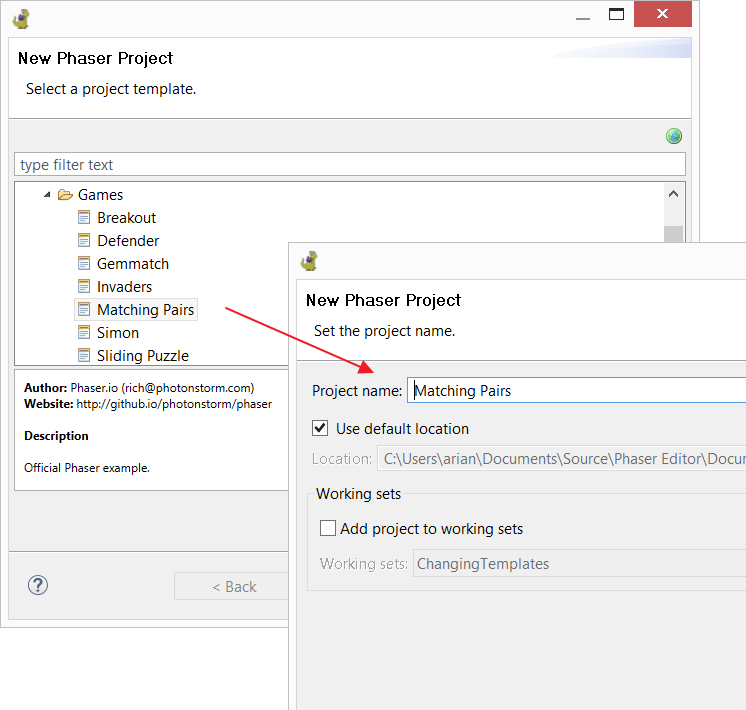 New Phaser Project
Select a project template.
type filter text
Games
Breakout
Defender
Gemmatch
Invaders
Matching Pairs
Simon
Sliding Puzzle
Author: Phaser.io (rich@photonstorm.com)
Website: http://github.io/photonstorm/phaser
Description
Official Phaser example.
?
< Back
New Phaser Project
Set the project name.
Project name: Matching Pairs
Use default location
Location: C:\Users\arian\Documents\Source\Phaser Editor\Docum
Working sets
Add project to working sets
Working sets: ChangingTemplates